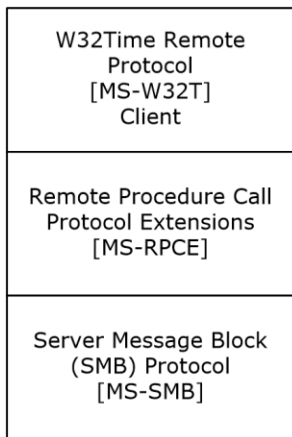 W32Time Remote
Protocol
[MS-W32T]
Client
Remote Procedure Call
Protocol Extensions
[MS-RPCE]
Server Message Block
(SMB) Protocol
[MS-SMB]